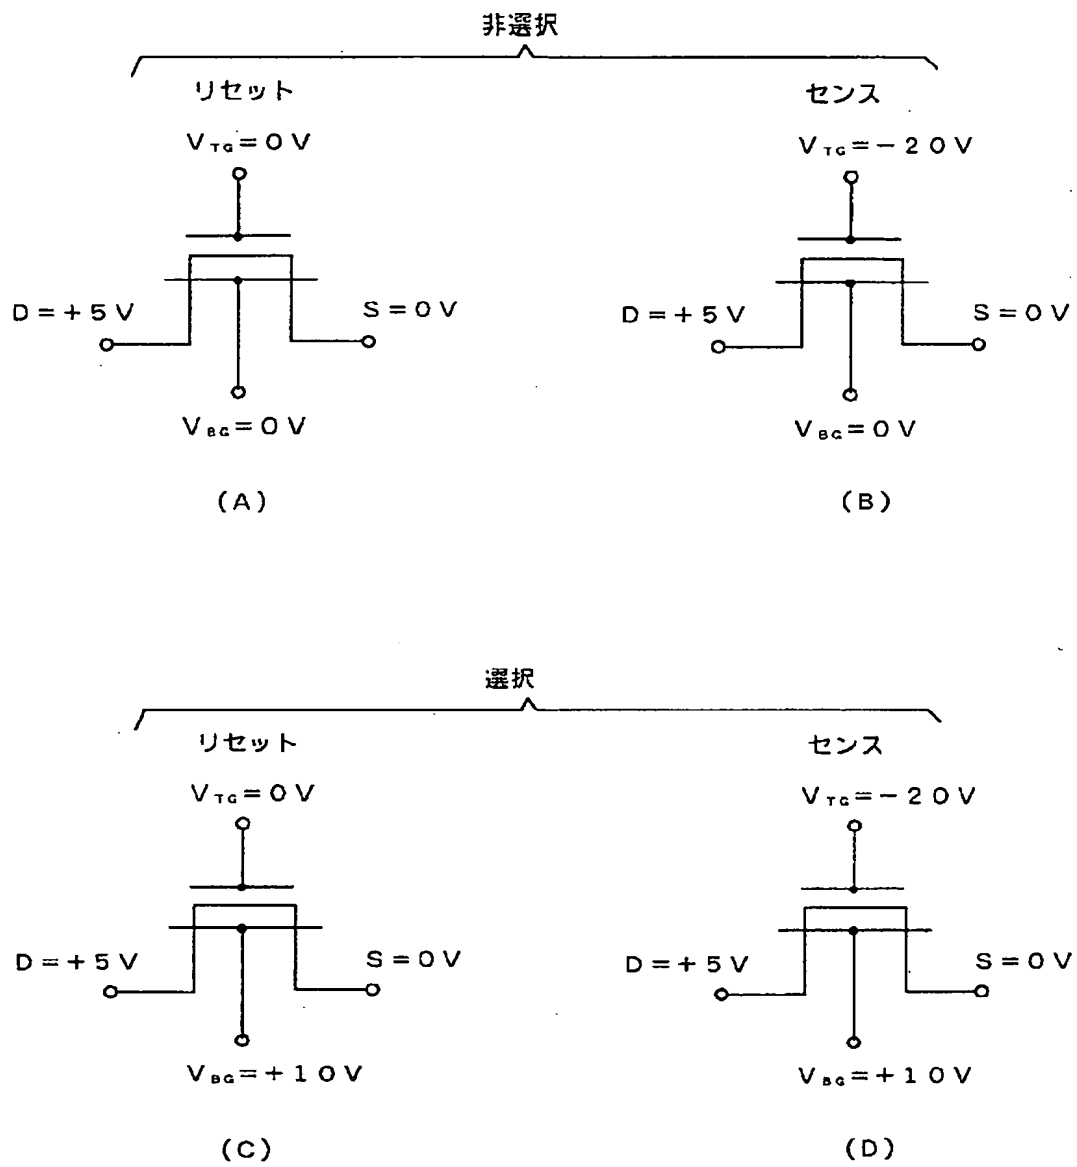 非選択
リセット
センス
V_TG=0V
V_TG=-20V
D=+5V
S=0V
D=+5V
S=0V
V_BG=0V
V_BG=0V
(A)
(B)
選択
リセット
センス
V_TG=0V
V_TG=-20V
D=+5V
S=0V
D=+5V
S=0V
V_BG=+10V
V_BG=+10V
(C)
(D)